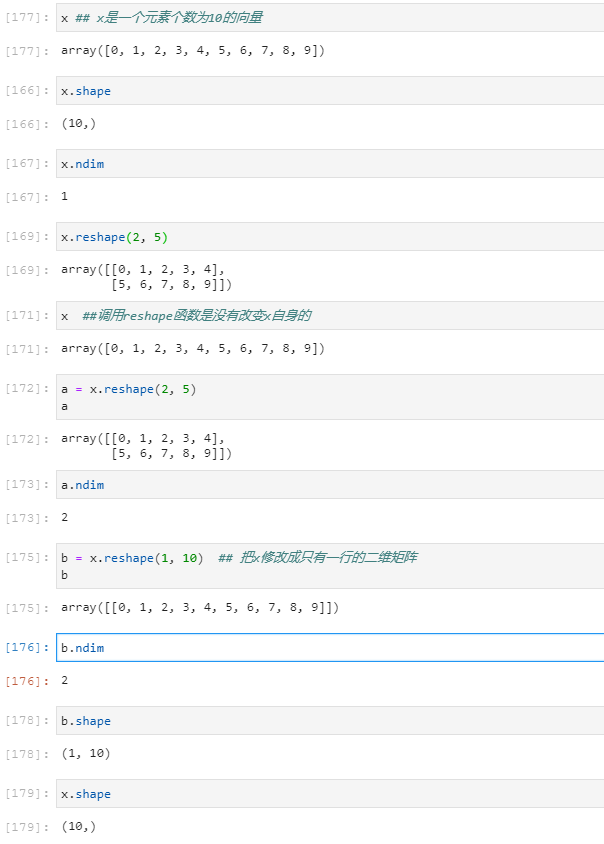 [177]: x ## x是一个元素个数为10的向量
[177]: array([0, 1, 2, 3, 4, 5, 6, 7, 8, 9])
[166]: x.shape
[166]: (10,)
[167]: x.ndim
[167]: 1
[169]: x.reshape(2, 5)
[169]: array([[0, 1, 2, 3, 4],
[5, 6, 7, 8, 9]])
[171]: x  ##调用reshape函数是没有改变x自身的
[171]: array([0, 1, 2, 3, 4, 5, 6, 7, 8, 9])
[172]: a = x.reshape(2, 5)
a
[172]: array([[0, 1, 2, 3, 4],
[5, 6, 7, 8, 9]])
[173]: a.ndim
[173]: 2
[175]: b = x.reshape(1, 10)  ## 把x修改成只有一行的二维矩阵
b
[175]: array([[0, 1, 2, 3, 4, 5, 6, 7, 8, 9]])
[176]: b.ndim
[176]: 2
[178]: b.shape
[178]: (1, 10)
[179]: x.shape
[179]: (10,)